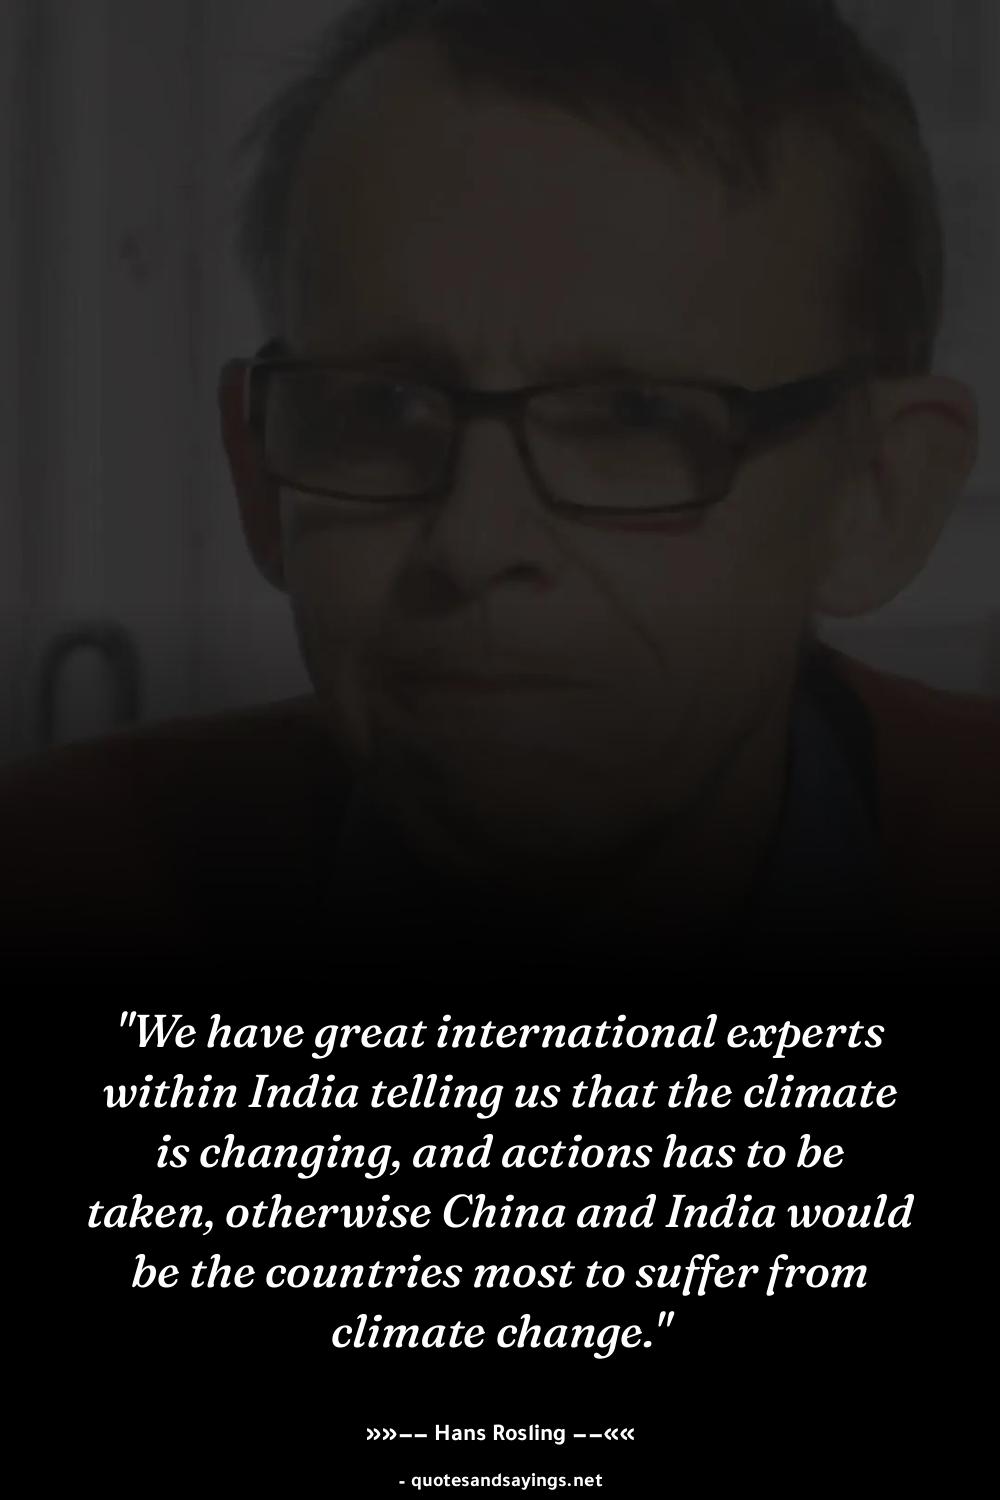 "We have great international experts
within India telling us that the climate
is changing, and actions has to be
taken, otherwise China and India would
be the countries most to suffer from
climate change."
»»–– Hans Rosling ––««
- quotesandsayings.net